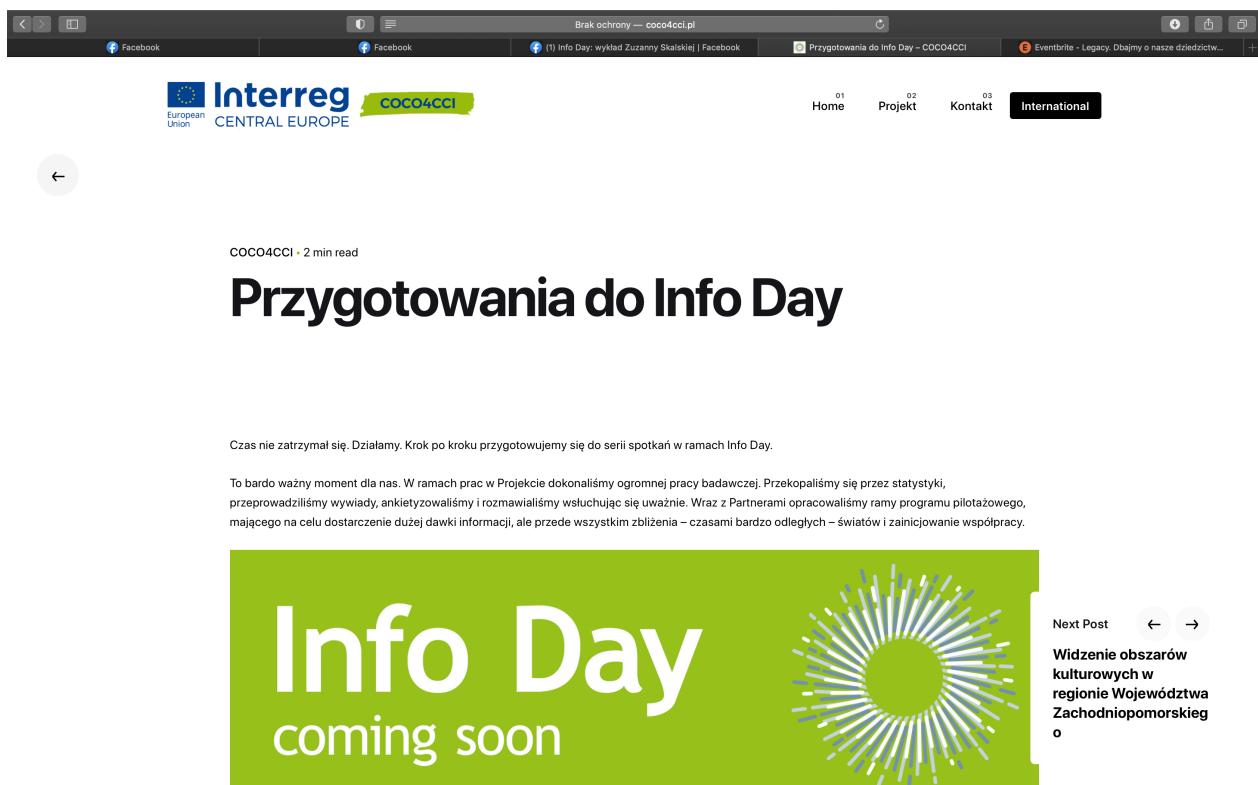 Brak ochrony — coco4cci.pl
Facebook
Facebook
(1) Info Day: wykład Zuzanny Skalskiej | Facebook
Przygotowania do Info Day – COCO4CCI
Eventbrite - Legacy. Dbajmy o nasze dziedzictw...
European
Union
Interreg
CENTRAL EUROPE
COCO4CCI
01
Home
02
Projekt
03
Kontakt
International
COCO4CCI • 2 min read
Przygotowania do Info Day
Czas nie zatrzymał się. Działamy. Krok po kroku przygotowujemy się do serii spotkań w ramach Info Day.
To bardo ważny moment dla nas. W ramach prac w Projekcie dokonaliśmy ogromnej pracy badawczej. Przekopaliśmy się przez statystyki,
przeprowadziliśmy wywiady, ankietyzowaliśmy i rozmawialiśmy wsłuchując się uważnie. Wraz z Partnerami opracowaliśmy ramy programu pilotażowego,
mającego na celu dostarczenie dużej dawki informacji, ale przede wszystkim zbliżenia – czasami bardzo odległych – światów i zainicjowanie współpracy.
Info Day
coming soon
Next Post
Widzenie obszarów
kulturowych w
regionie Województwa
Zachodniopomorskieg
o